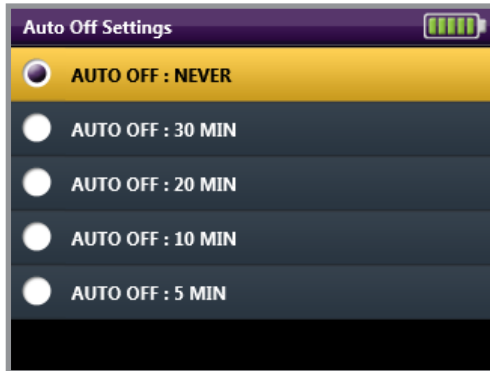 Auto Off Settings
AUTO OFF : NEVER
AUTO OFF : 30 MIN
AUTO OFF : 20 MIN
AUTO OFF : 10 MIN
AUTO OFF : 5 MIN